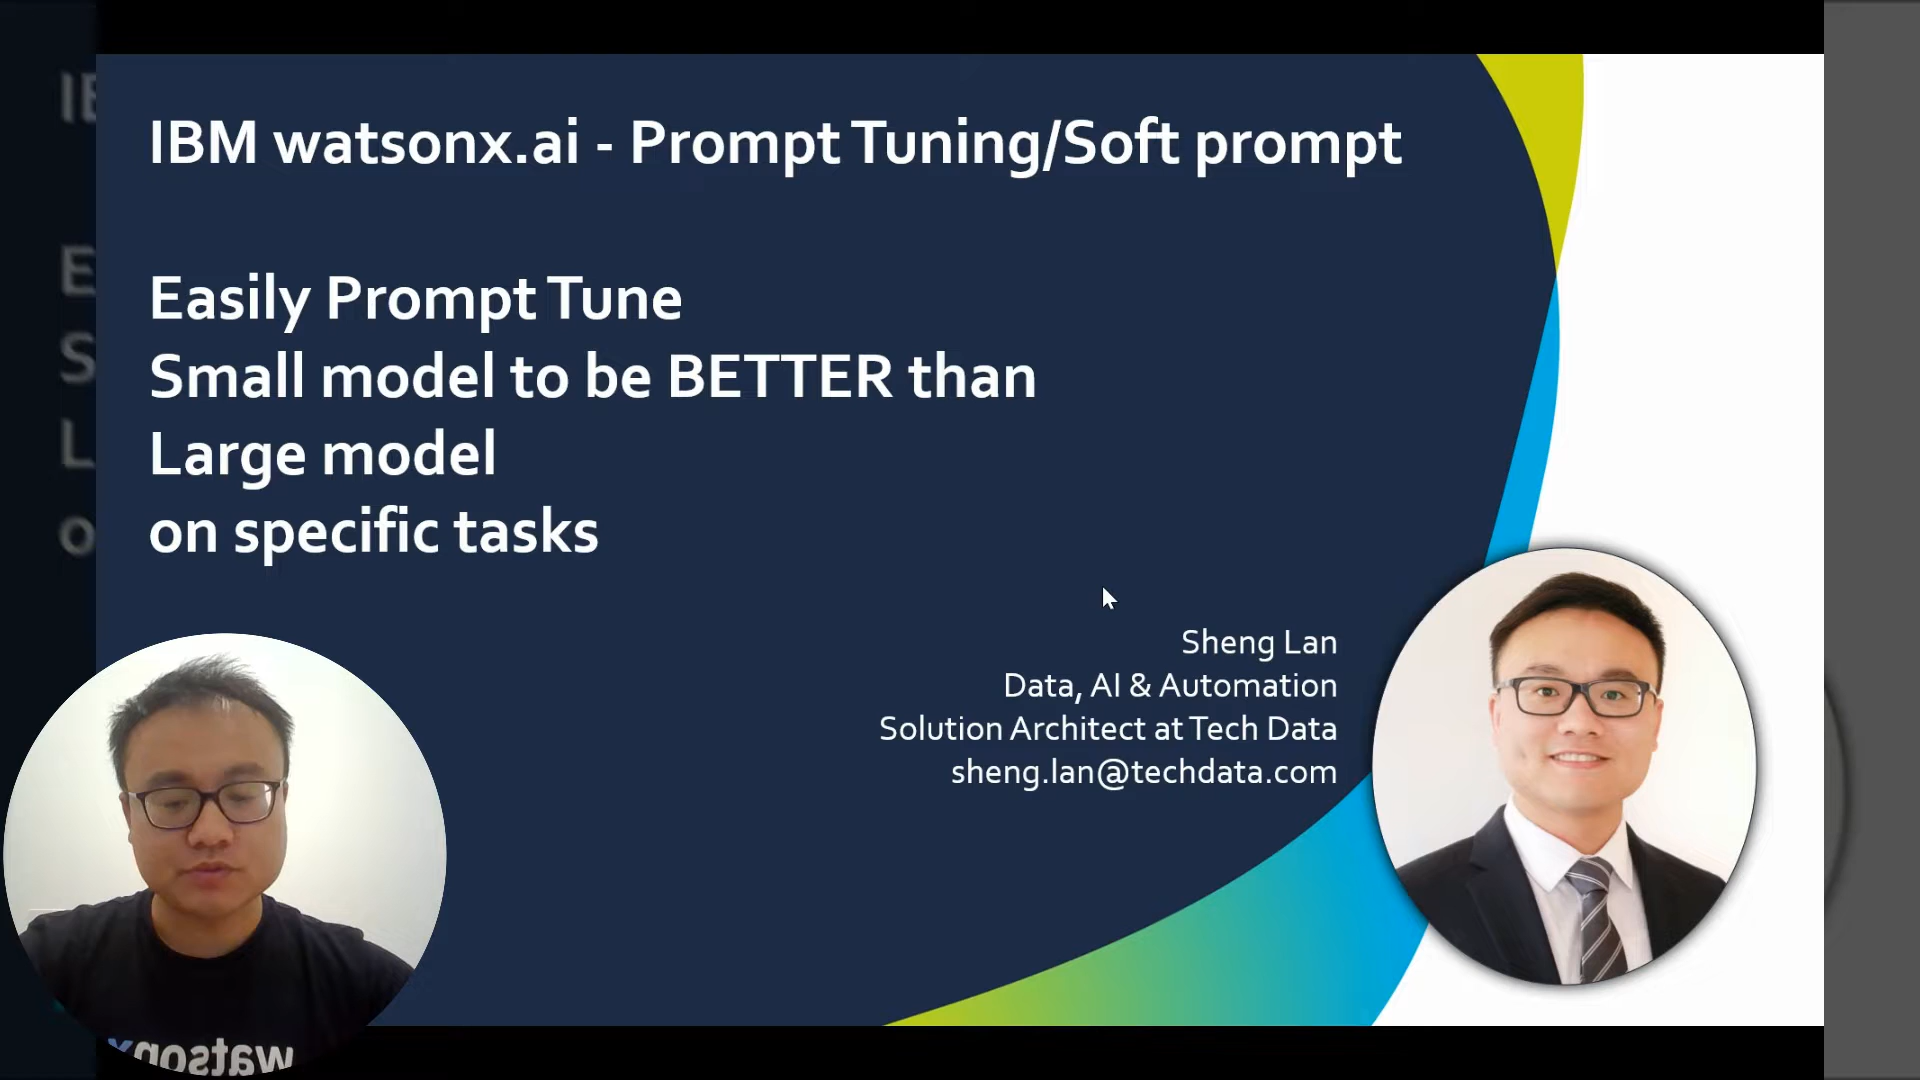 IBM watsonx.ai - Prompt Tuning/Soft prompt
Easily Prompt Tune
Small model to be BETTER than
Large model
on specific tasks
Sheng Lan
Data, AI & Automation
Solution Architect at Tech Data
sheng.lan@techdata.com
watsonx